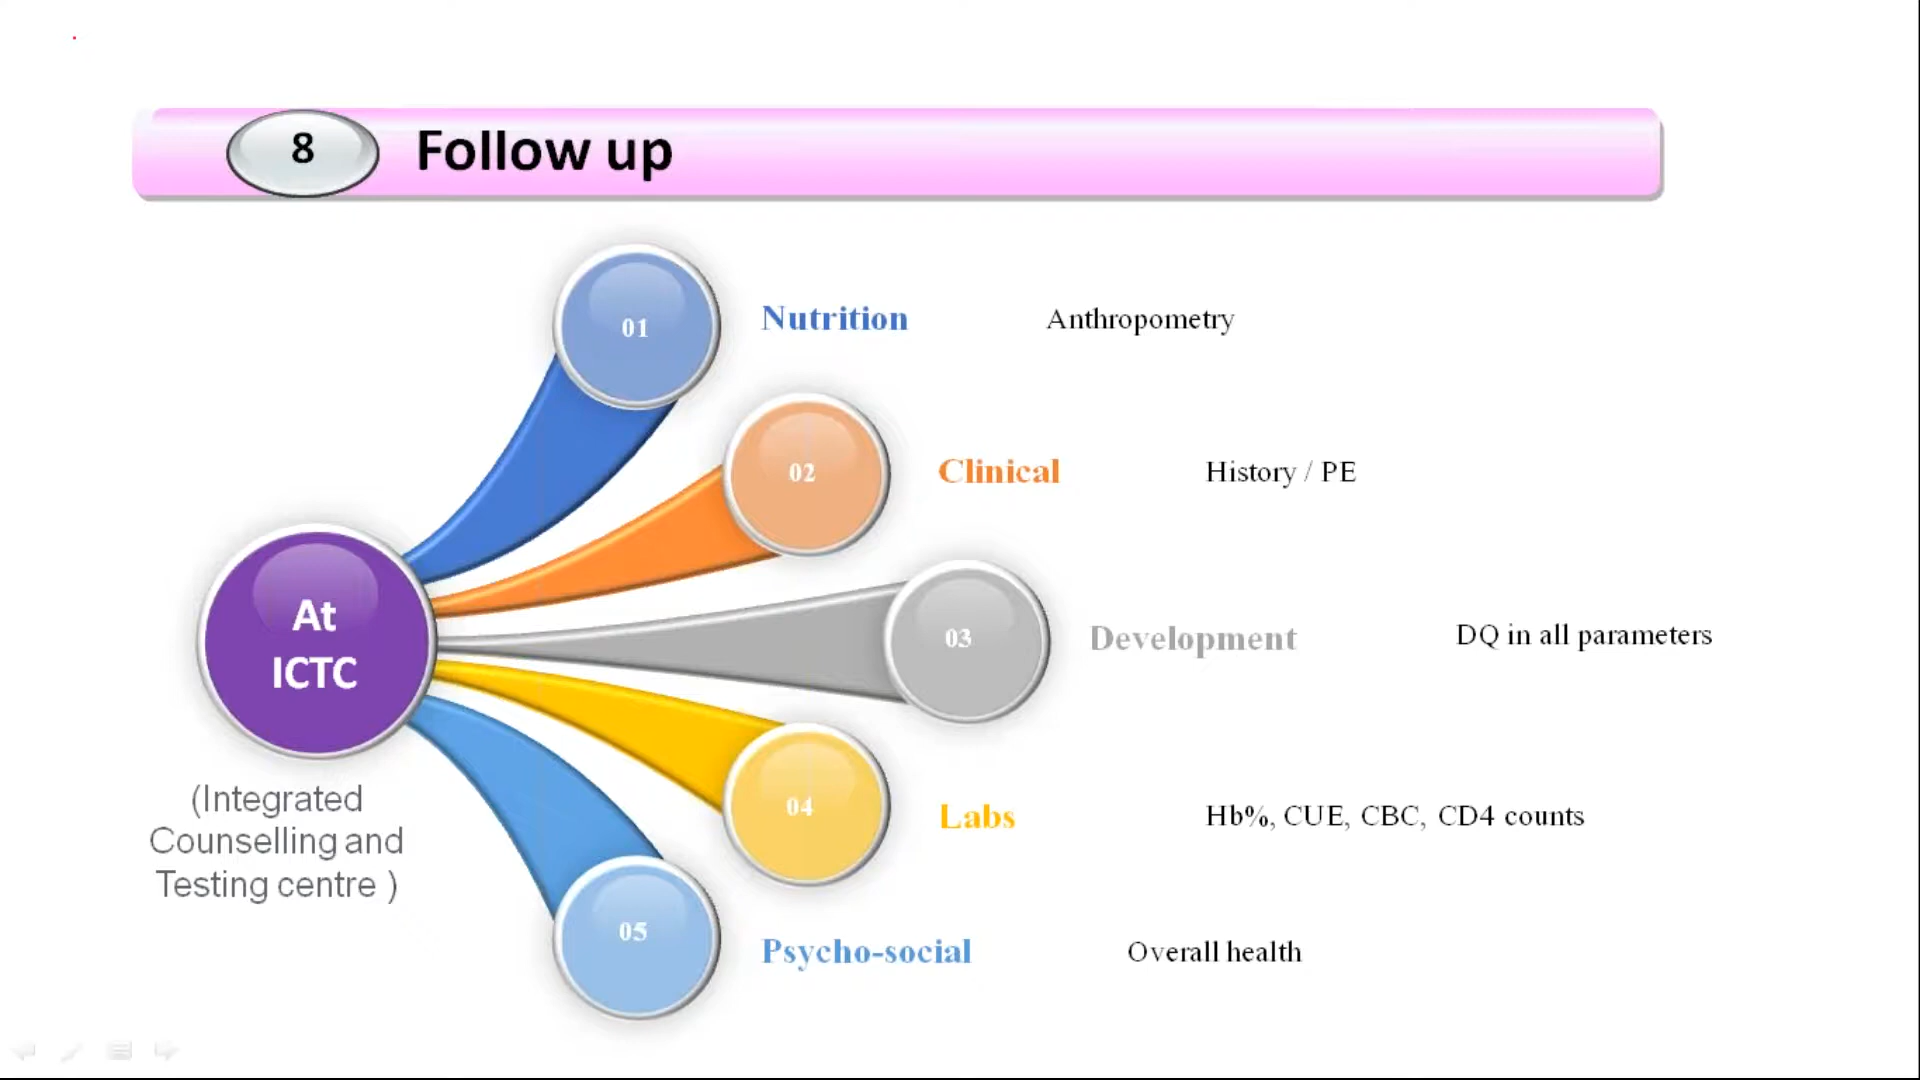 8 Follow up
01 Nutrition Anthropometry
02 Clinical History / PE
At
ICTC
03 Development DQ in all parameters
(Integrated
Counselling and
Testing centre )
04 Labs Hb%, CUE, CBC, CD4 counts
05 Psycho-social Overall health